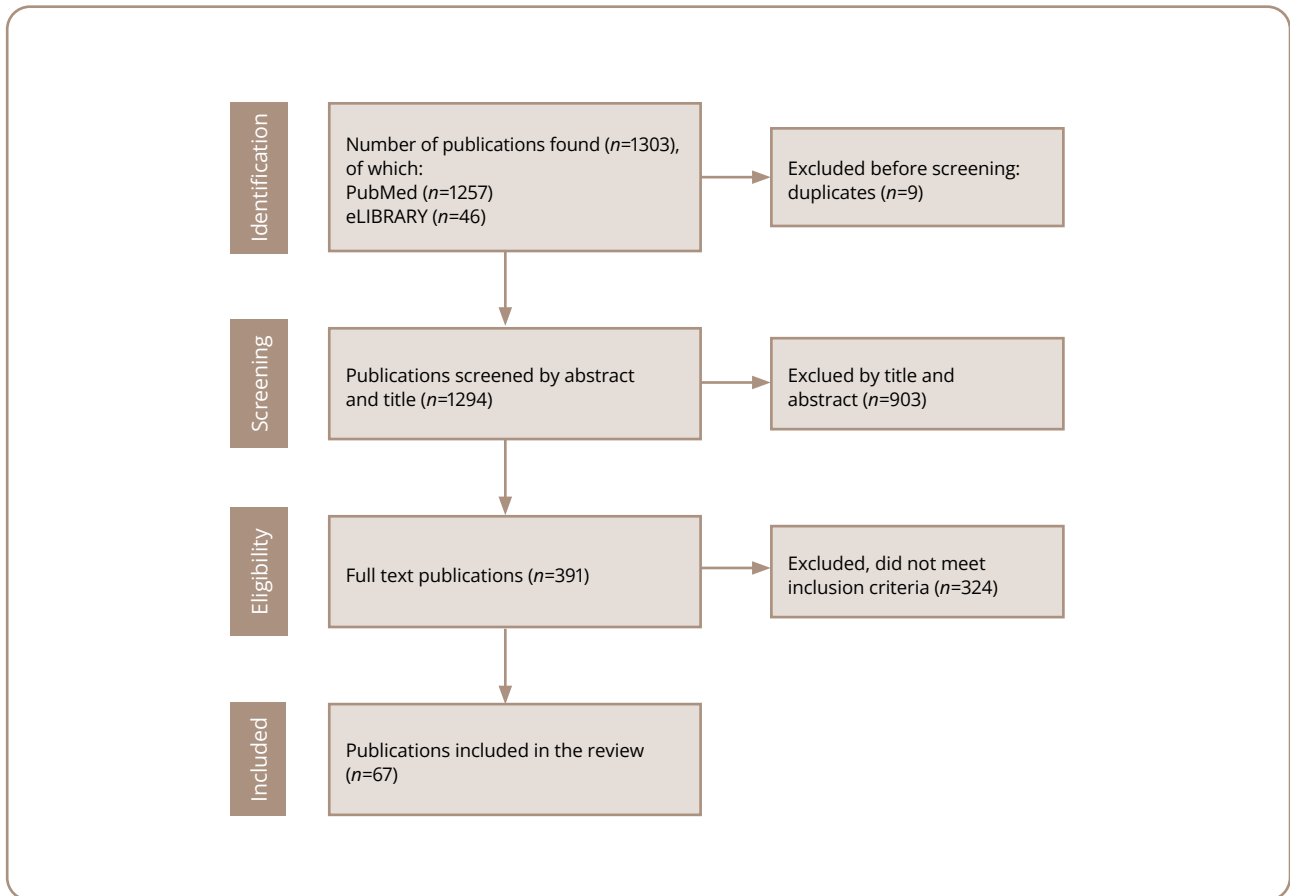 Identification
Number of publications found (n=1303),
of which:
PubMed (n=1257)
eLIBRARY (n=46)
Excluded before screening:
duplicates (n=9)
Screening
Publications screened by abstract
and title (n=1294)
Exclued by title and
abstract (n=903)
Eligibility
Full text publications (n=391)
Excluded, did not meet
inclusion criteria (n=324)
Included
Publications included in the review
(n=67)